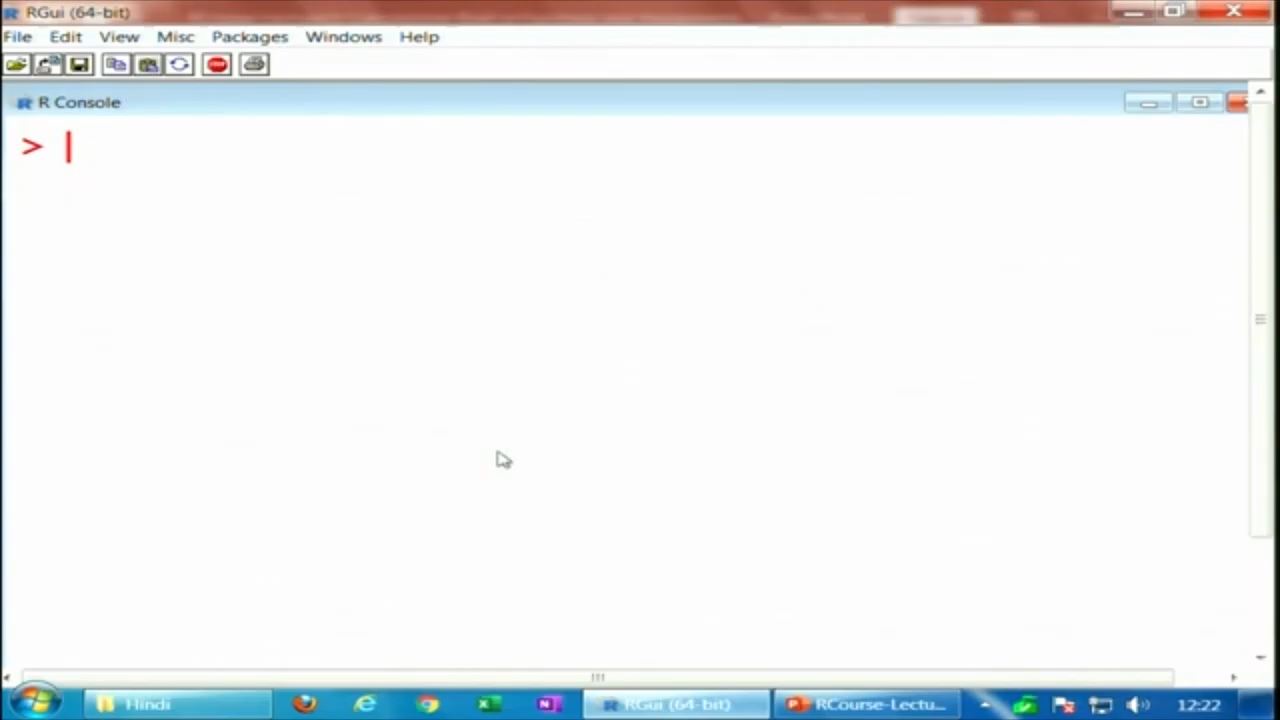 RGui (64-bit)
File Edit View Misc Packages Windows Help
STOP
R Console
>
Hindi
RGui (64-bit)
RCourse-Lectu...
12:22